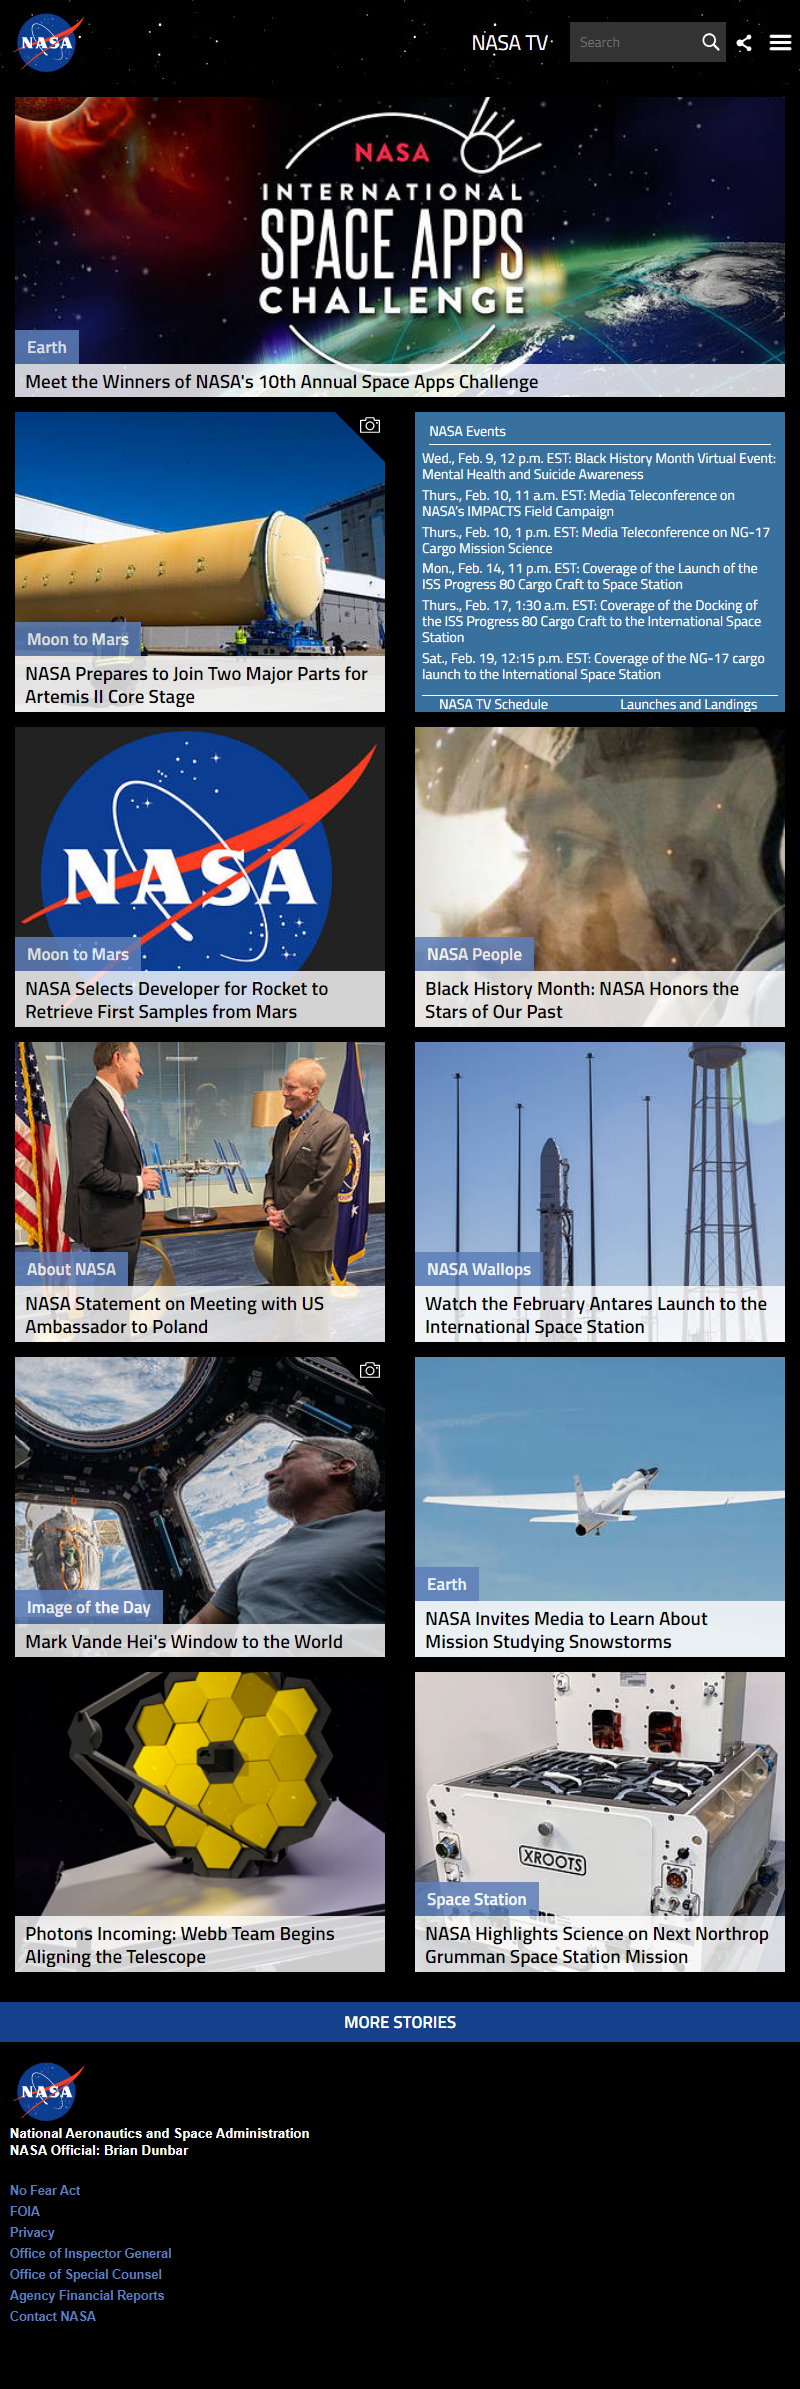 NASA
NASA TV
Search
NASA
INTERNATIONAL
SPACE APPS
CHALLENGE
Earth
Meet the Winners of NASA's 10th Annual Space Apps Challenge
Moon to Mars
NASA Prepares to Join Two Major Parts for
Artemis II Core Stage
NASA Events
Wed., Feb. 9, 12 p.m. EST: Black History Month Virtual Event:
Mental Health and Suicide Awareness
Thurs., Feb. 10, 11 a.m. EST: Media Teleconference on
NASA's IMPACTS Field Campaign
Thurs., Feb. 10, 1 p.m. EST: Media Teleconference on NG-17
Cargo Mission Science
Mon., Feb. 14, 11 p.m. EST: Coverage of the Launch of the
ISS Progress 80 Cargo Craft to Space Station
Thurs., Feb. 17, 1:30 a.m. EST: Coverage of the Docking of
the ISS Progress 80 Cargo Craft to the International Space
Station
Sat., Feb. 19, 12:15 p.m. EST: Coverage of the NG-17 cargo
launch to the International Space Station
NASA TV Schedule
Launches and Landings
NASA
Moon to Mars
NASA Selects Developer for Rocket to
Retrieve First Samples from Mars
NASA People
Black History Month: NASA Honors the
Stars of Our Past
About NASA
NASA Statement on Meeting with US
Ambassador to Poland
NASA Wallops
Watch the February Antares Launch to the
International Space Station
Image of the Day
Mark Vande Hei's Window to the World
Earth
NASA Invites Media to Learn About
Mission Studying Snowstorms
Photons Incoming: Webb Team Begins
Aligning the Telescope
XROOTS
Space Station
NASA Highlights Science on Next Northrop
Grumman Space Station Mission
MORE STORIES
NASA
National Aeronautics and Space Administration
NASA Official: Brian Dunbar
No Fear Act
FOIA
Privacy
Office of Inspector General
Office of Special Counsel
Agency Financial Reports
Contact NASA